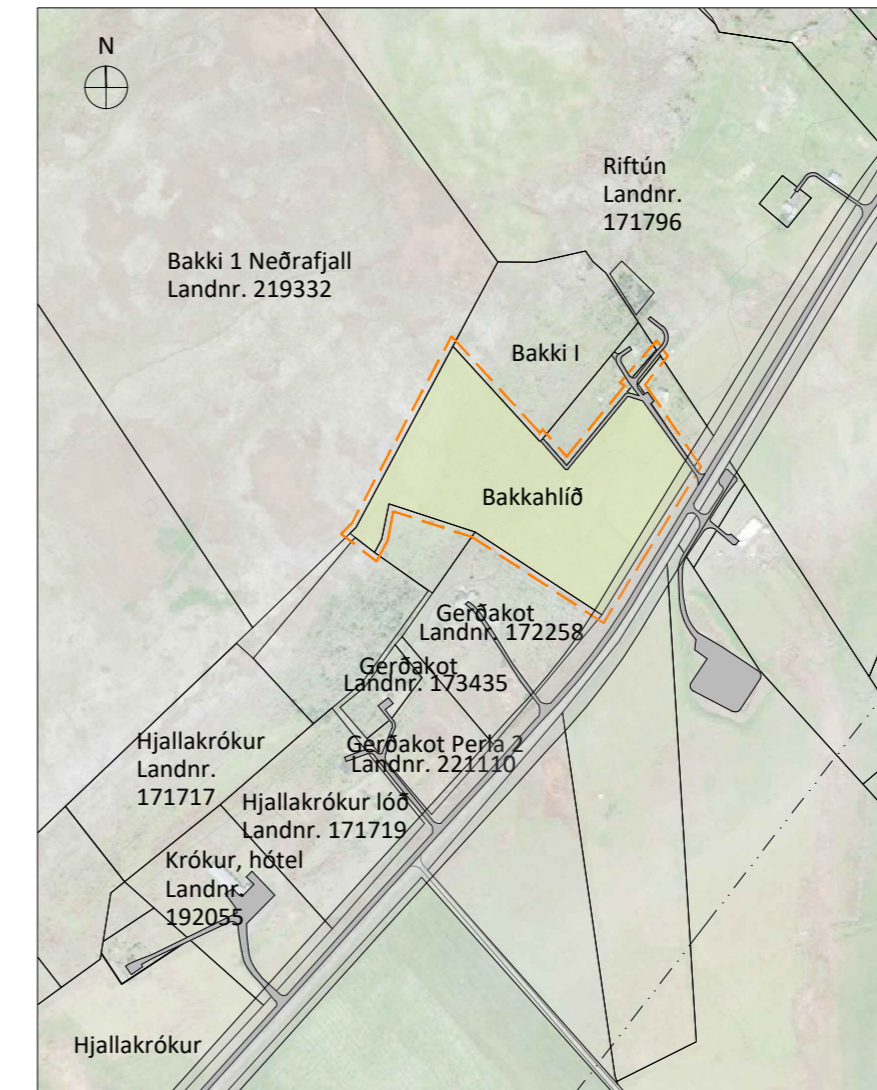 N
Riftún
Landnr.
171796
Bakki 1 Neðrafjall
Landnr. 219332
Bakki I
Bakkahlíð
Gerðakot
Landnr. 172258
Gerðakot
Landnr. 173435
Gerðakot Perla 2
Landnr. 221110
Hjallakrókur
Landnr.
171717
Hjallakrókur lóð
Landnr. 171719
Krókur, hótel
Landnr.
192055
Hjallakrókur